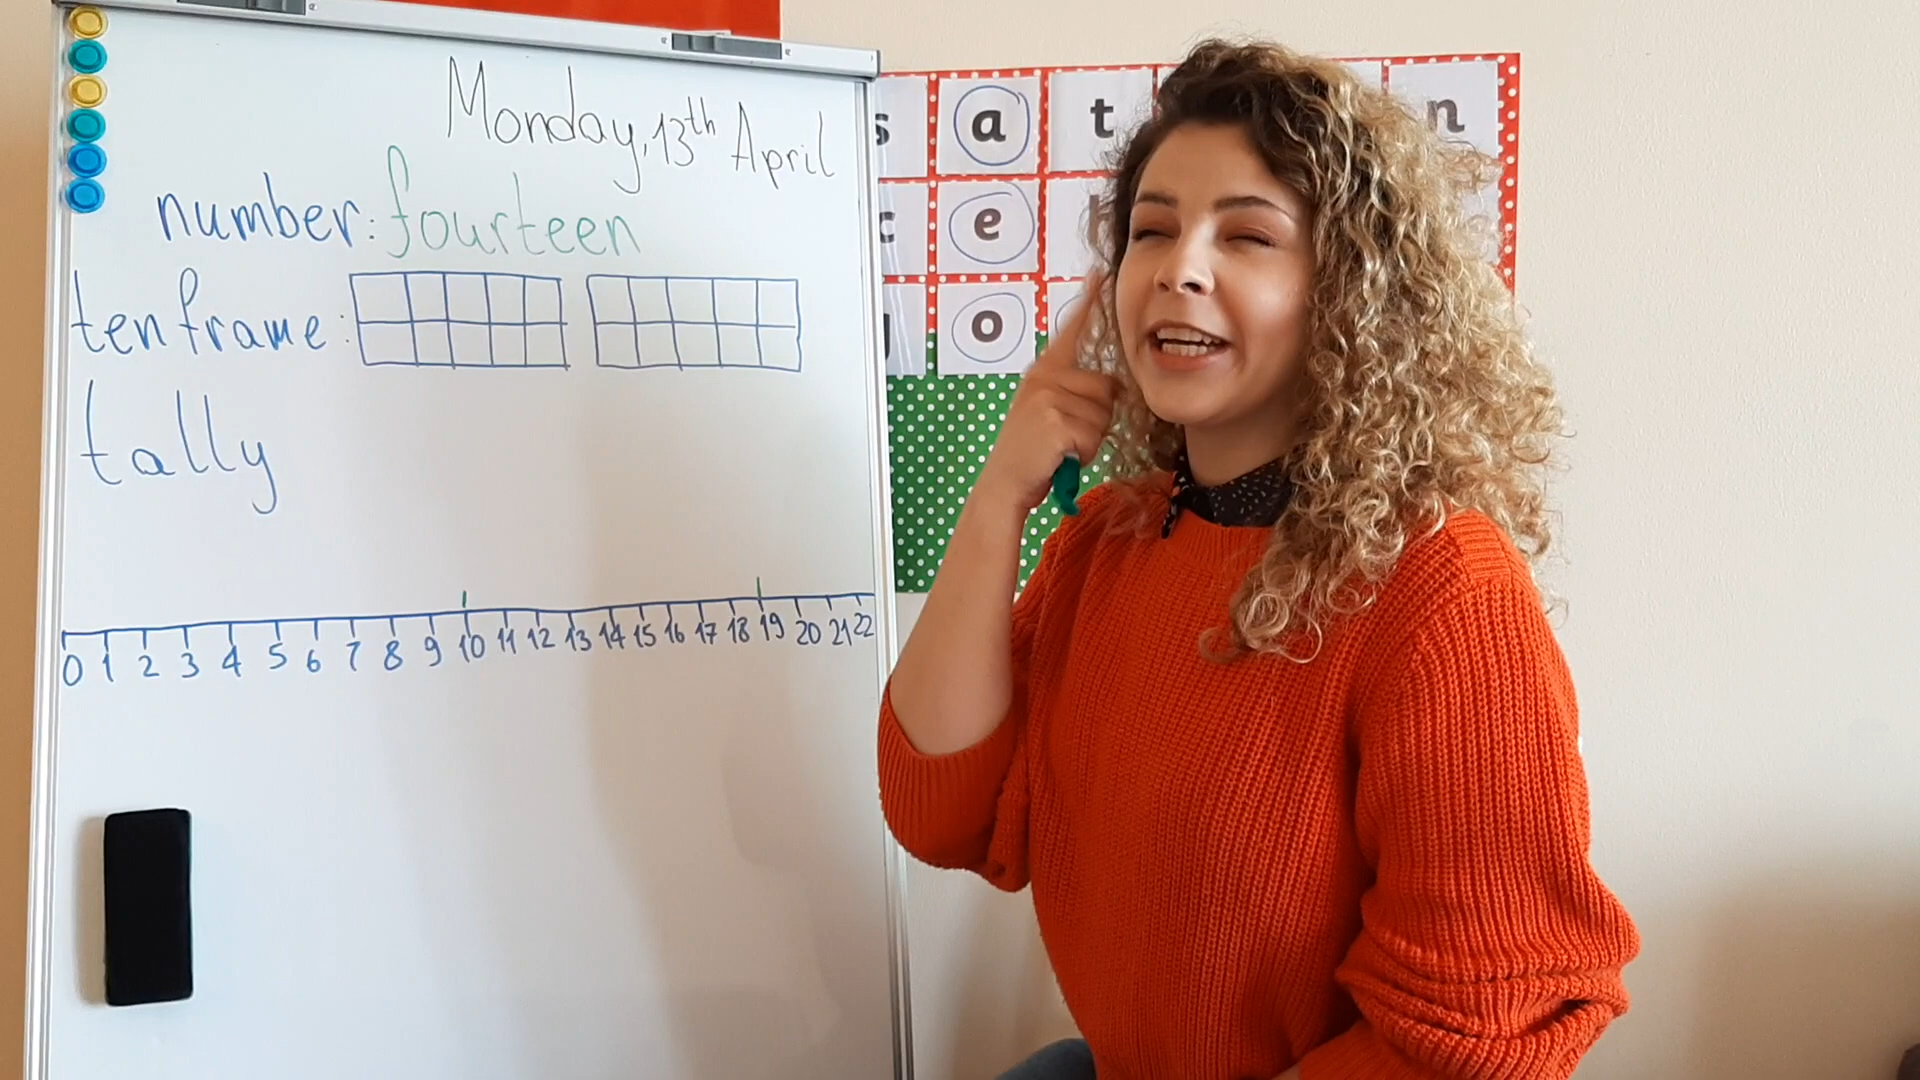 Monday, 13th April
number: fourteen
ten frame:
tally
0 1 2 3 4 5 6 7 8 9 10 11 12 13 14 15 16 17 18 19 20 21 22
s a t n
c e
o